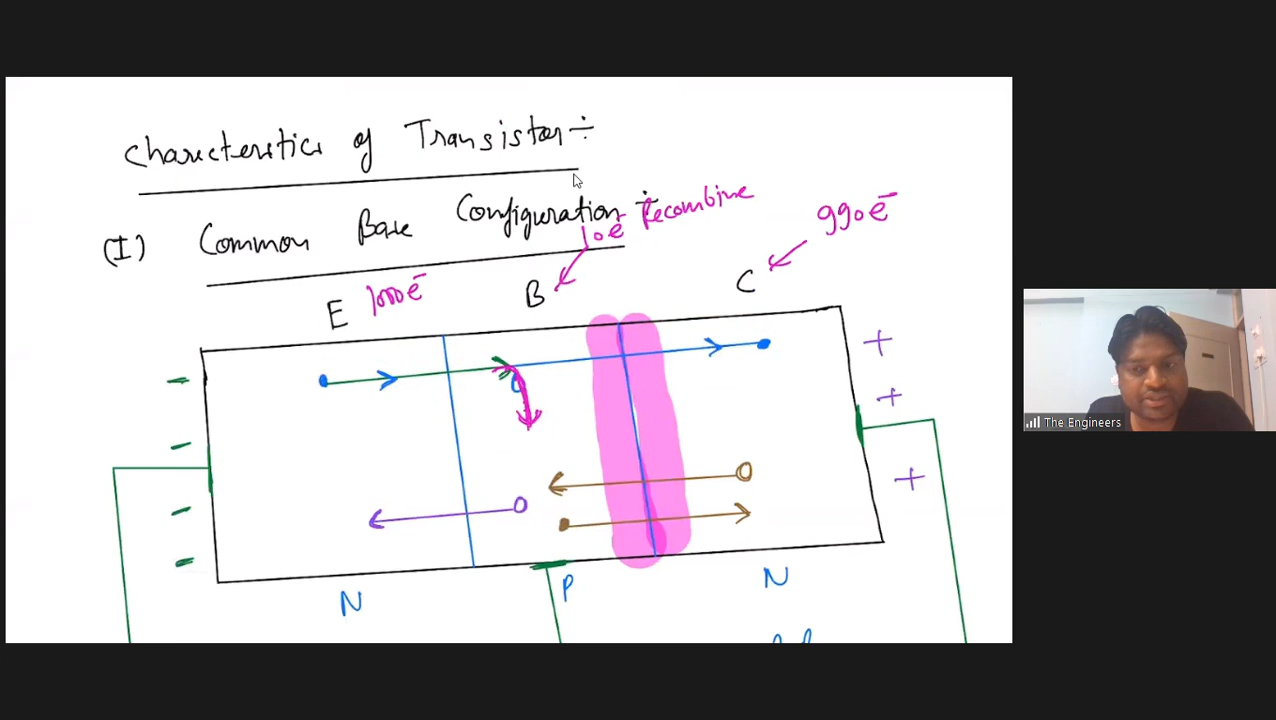 Characteristics of Transistor ÷
(I) Common Base Configuration ÷
10e⁻ Recombine
990e⁻
E 1000e⁻ B C
- +
- +
- +
-
N P N
The Engineers